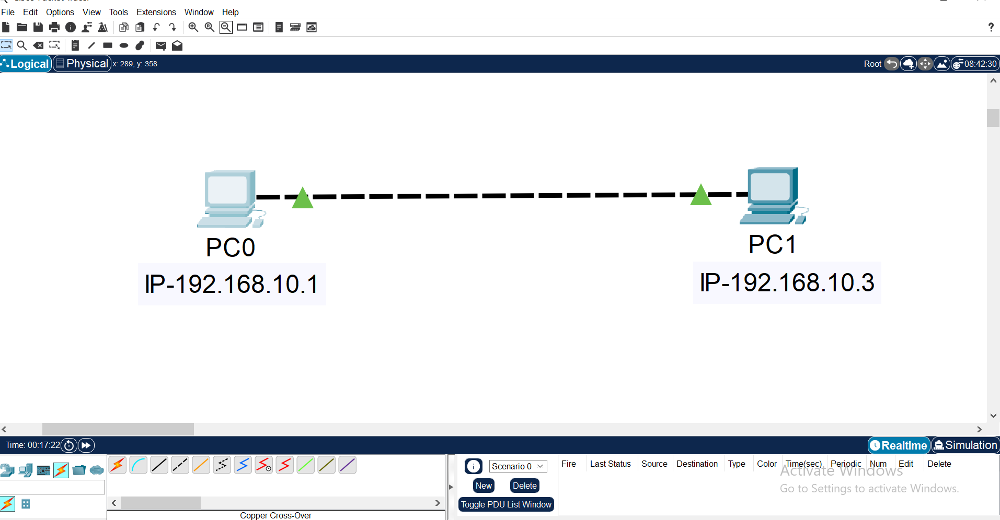 File Edit Options View Tools Extensions Window Help
?
Logical Physical x: 289, y: 358 Root 08:42:30
PC0
IP-192.168.10.1
PC1
IP-192.168.10.3
Time: 00:17:22 Realtime Simulation
Scenario 0
New Delete
Toggle PDU List Window
Fire Last Status Source Destination Type Color Time(sec) Periodic Num Edit Delete
Activate Windows
Go to Settings to activate Windows.
Copper Cross-Over